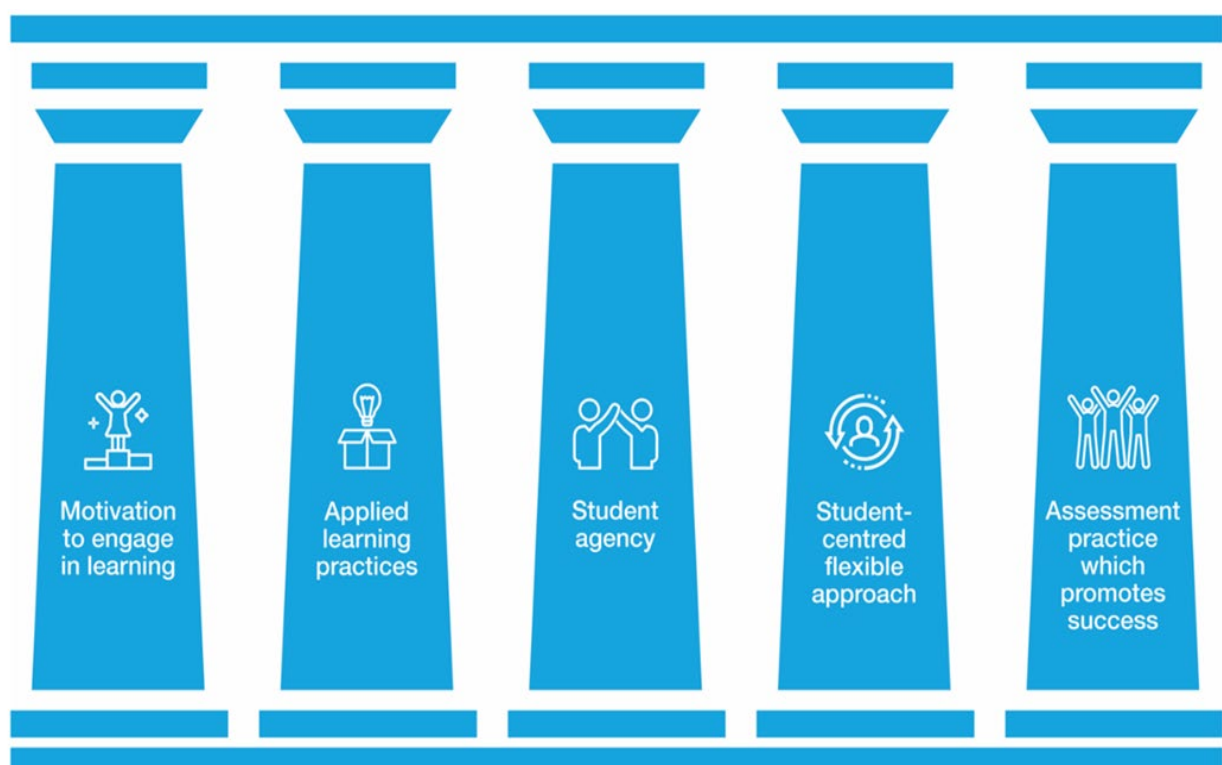 Motivation
to engage
in learning
Applied
learning
practices
Student
agency
Student-
centred
flexible
approach
Assessment
practice
which
promotes
success